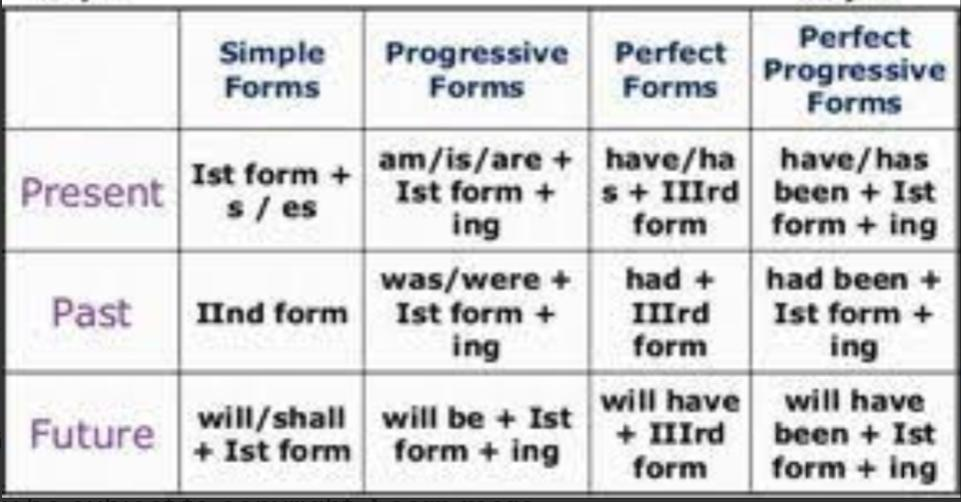 Simple
Forms
Progressive
Forms
Perfect
Forms
Perfect
Progressive
Forms
Present
Ist form +
s / es
am/is/are +
Ist form +
ing
have/ha
s + IIIrd
form
have/has
been + Ist
form + ing
Past
IInd form
was/were +
Ist form +
ing
had +
IIIrd
form
had been +
Ist form +
ing
Future
will/shall
+ Ist form
will be + Ist
form + ing
will have
+ IIIrd
form
will have
been + Ist
form + ing